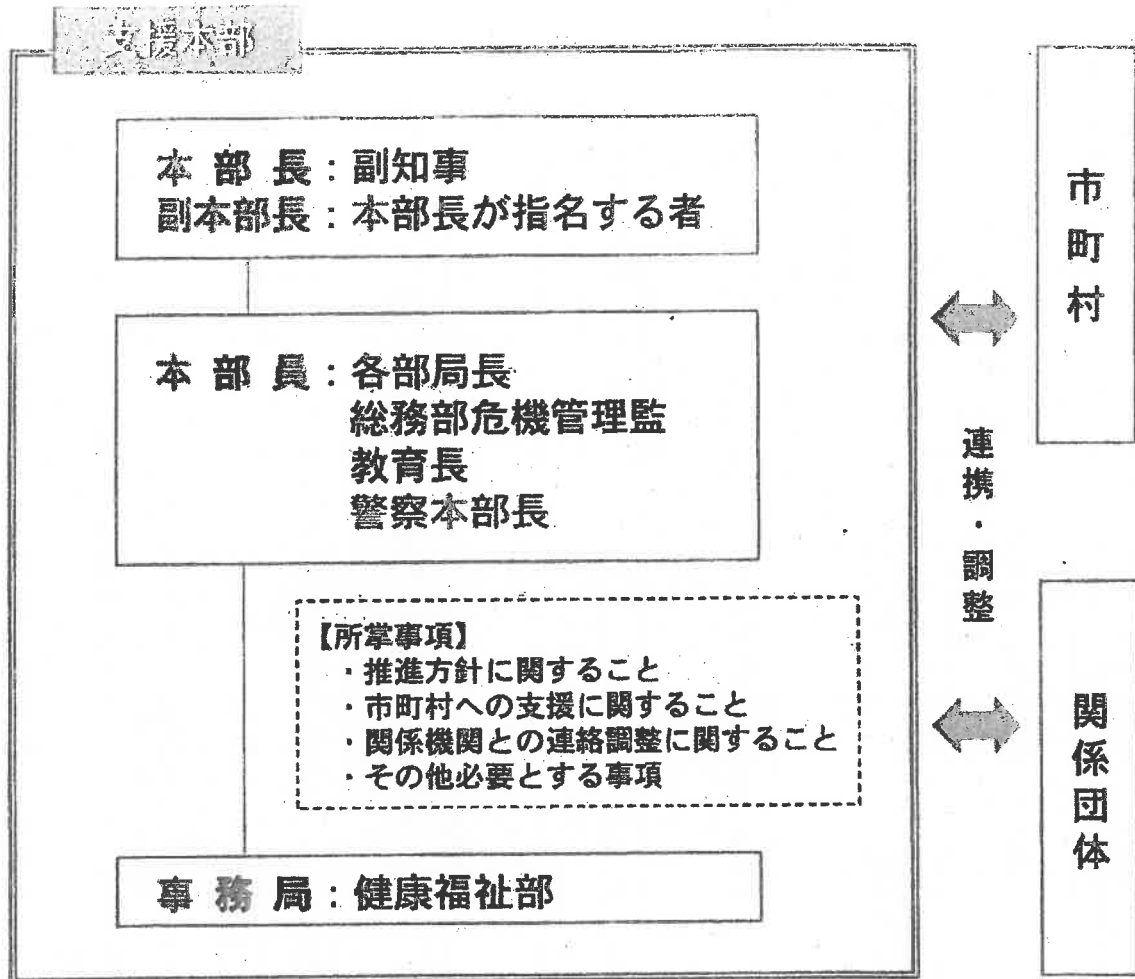 支援本部
本部長：副知事
副本部長：本部長が指名する者
本部員：各部局長
総務部危機管理監
教育長
警察本部長
【所掌事項】
・推進方針に関すること
・市町村への支援に関すること
・関係機関との連絡調整に関すること
・その他必要とする事項
事務局：健康福祉部
連携・調整
市町村
関係団体